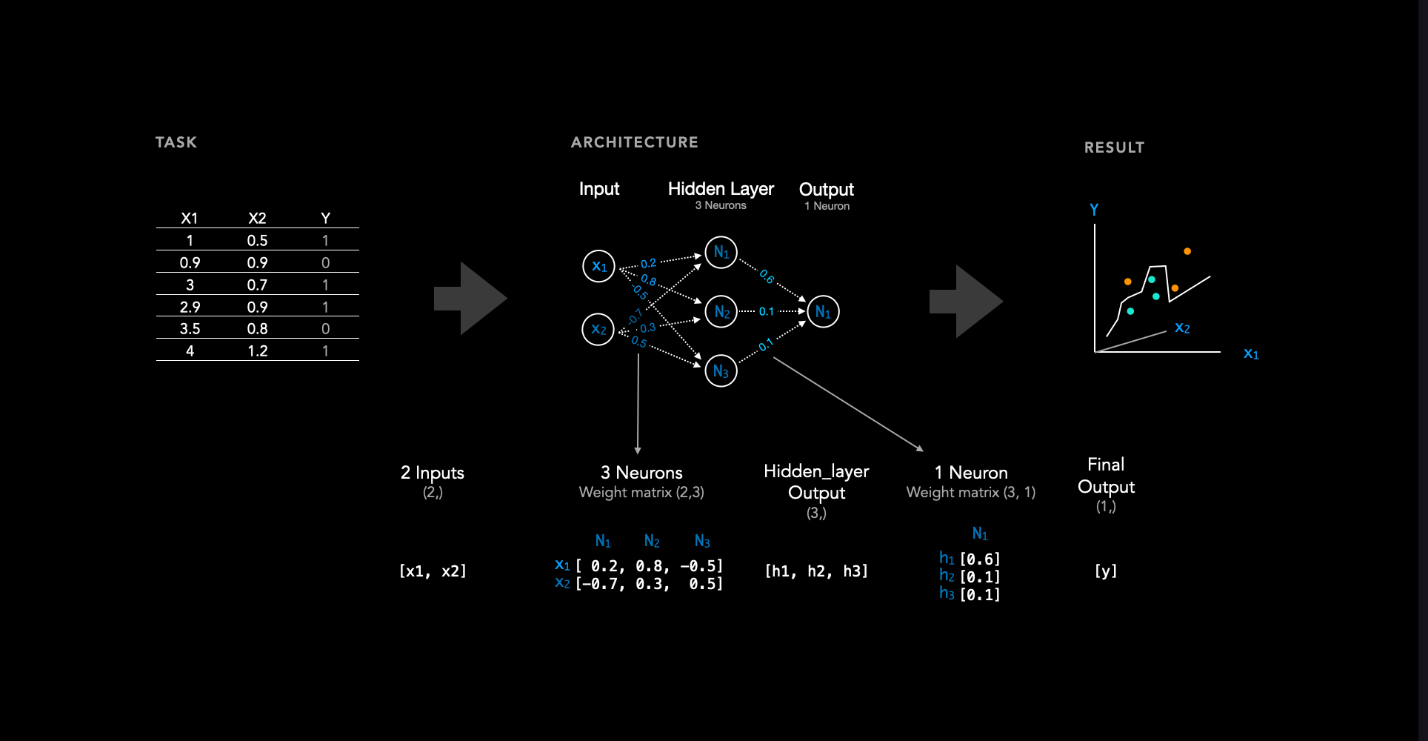 TASK
X1 X2 Y
1 0.5 1
0.9 0.9 0
3 0.7 1
2.9 0.9 1
3.5 0.8 0
4 1.2 1
ARCHITECTURE
Input
Hidden Layer
3 Neurons
Output
1 Neuron
x1
x2
0.2
0.8
-0.5
-0.7
0.3
0.5
N1
N2
N3
0.6
0.1
0.1
N1
RESULT
Y
x2
x1
2 Inputs
(2,)
[x1, x2]
3 Neurons
Weight matrix (2,3)
N1 N2 N3
x1 [ 0.2, 0.8, -0.5]
x2 [-0.7, 0.3, 0.5]
Hidden_layer
Output
(3,)
[h1, h2, h3]
1 Neuron
Weight matrix (3, 1)
N1
h1 [0.6]
h2 [0.1]
h3 [0.1]
Final
Output
(1,)
[y]